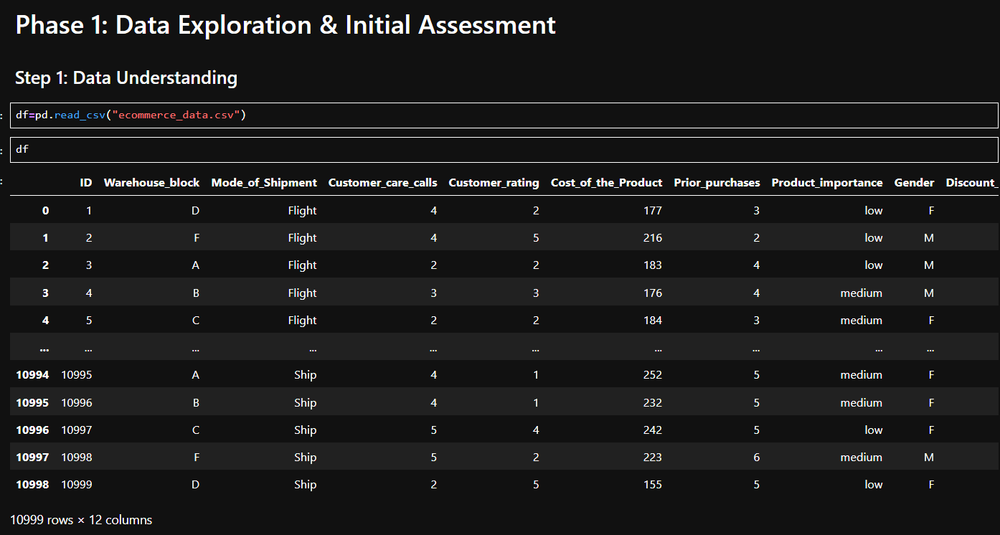 Phase 1: Data Exploration & Initial Assessment
Step 1: Data Understanding
: df=pd.read_csv("ecommerce_data.csv")
: df
: ID Warehouse_block Mode_of_Shipment Customer_care_calls Customer_rating Cost_of_the_Product Prior_purchases Product_importance Gender Discount_
0 1 D Flight 4 2 177 3 low F
1 2 F Flight 4 5 216 2 low M
2 3 A Flight 2 2 183 4 low M
3 4 B Flight 3 3 176 4 medium M
4 5 C Flight 2 2 184 3 medium F
... ... ... ... ... ... ... ... ... ...
10994 10995 A Ship 4 1 252 5 medium F
10995 10996 B Ship 4 1 232 5 medium F
10996 10997 C Ship 5 4 242 5 low F
10997 10998 F Ship 5 2 223 6 medium M
10998 10999 D Ship 2 5 155 5 low F
10999 rows × 12 columns